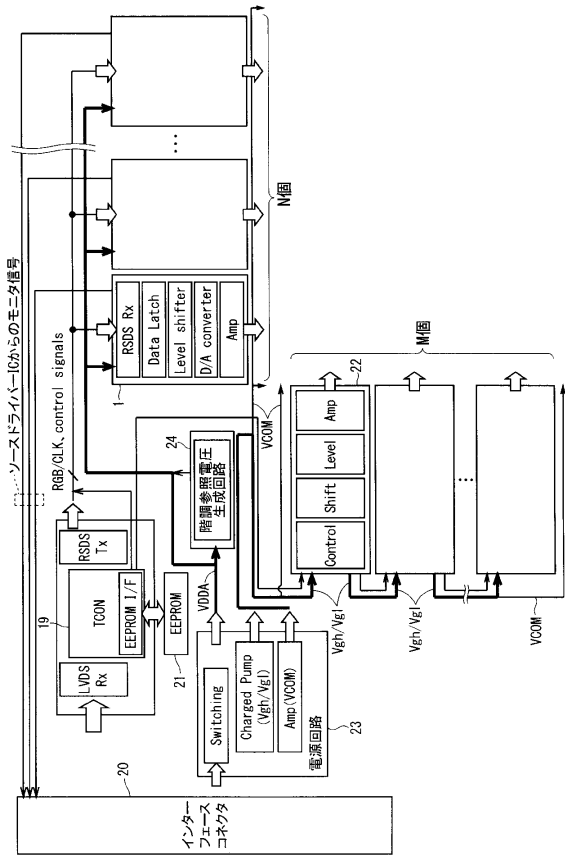 ソースドライバーICからのモニタ信号
RGB/CLK、control signals
20
インター
フェース
コネクタ
19
LVDS
Rx
TCON
EEPROM I/F
RSDS
Tx
21
EEPROM
1
RSDS Rx
Data Latch
Level shifter
D/A converter
Amp
...
N個
VDDA
24
階調参照電圧
生成回路
Switching
Charged Pump
(Vgh/Vgl)
Amp(VCOM)
電源回路
23
VCOM
Vgh/Vgl
22
Control
Shift
Level
Amp
Vgh/Vgl
...
M個
VCOM